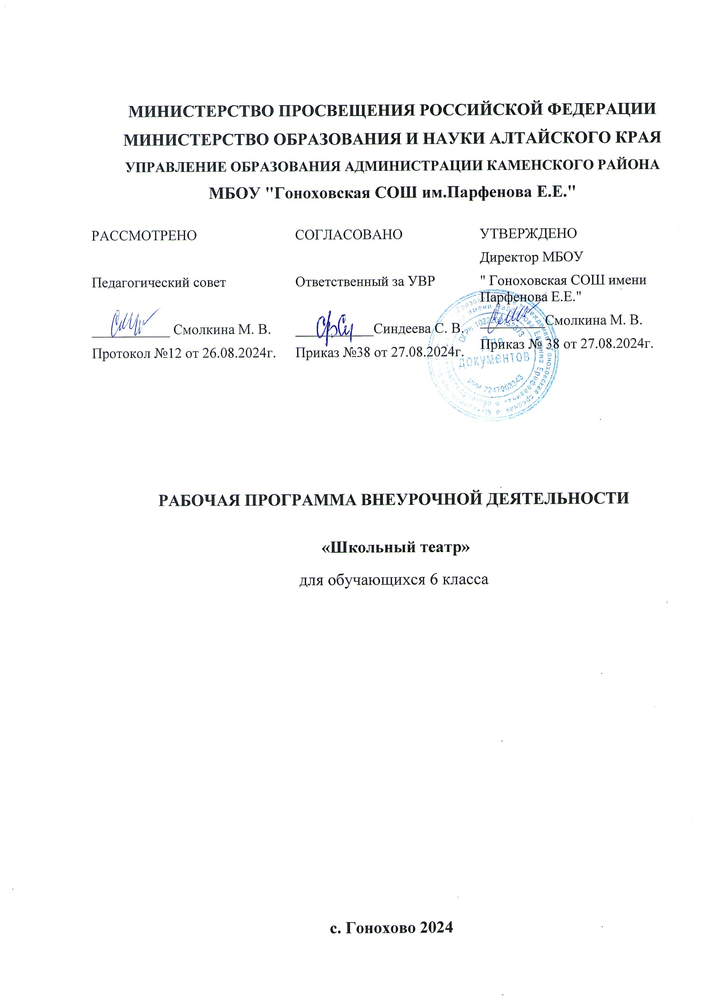 МИНИСТЕРСТВО ПРОСВЕЩЕНИЯ РОССИЙСКОЙ ФЕДЕРАЦИИ
МИНИСТЕРСТВО ОБРАЗОВАНИЯ И НАУКИ АЛТАЙСКОГО КРАЯ
УПРАВЛЕНИЕ ОБРАЗОВАНИЯ АДМИНИСТРАЦИИ КАМЕНСКОГО РАЙОНА
МБОУ "Гоноховская СОШ им.Парфенова Е.Е."
РАССМОТРЕНО
Педагогический совет
Смолкина М. В.
Протокол №12 от 26.08.2024г.
СОГЛАСОВАНО
Ответственный за УВР
Синдеева С. В.
Приказ №38 от 27.08.2024г.
УТВЕРЖДЕНО
Директор МБОУ
" Гоноховская СОШ имени
Парфенова Е.Е."
Смолкина М. В.
Приказ № 38 от 27.08.2024г.
Для
документов
ИНН 2247003343
РАБОЧАЯ ПРОГРАММА ВНЕУРОЧНОЙ ДЕЯТЕЛЬНОСТИ
«Школьный театр»
для обучающихся 6 класса
с. Гонохово 2024